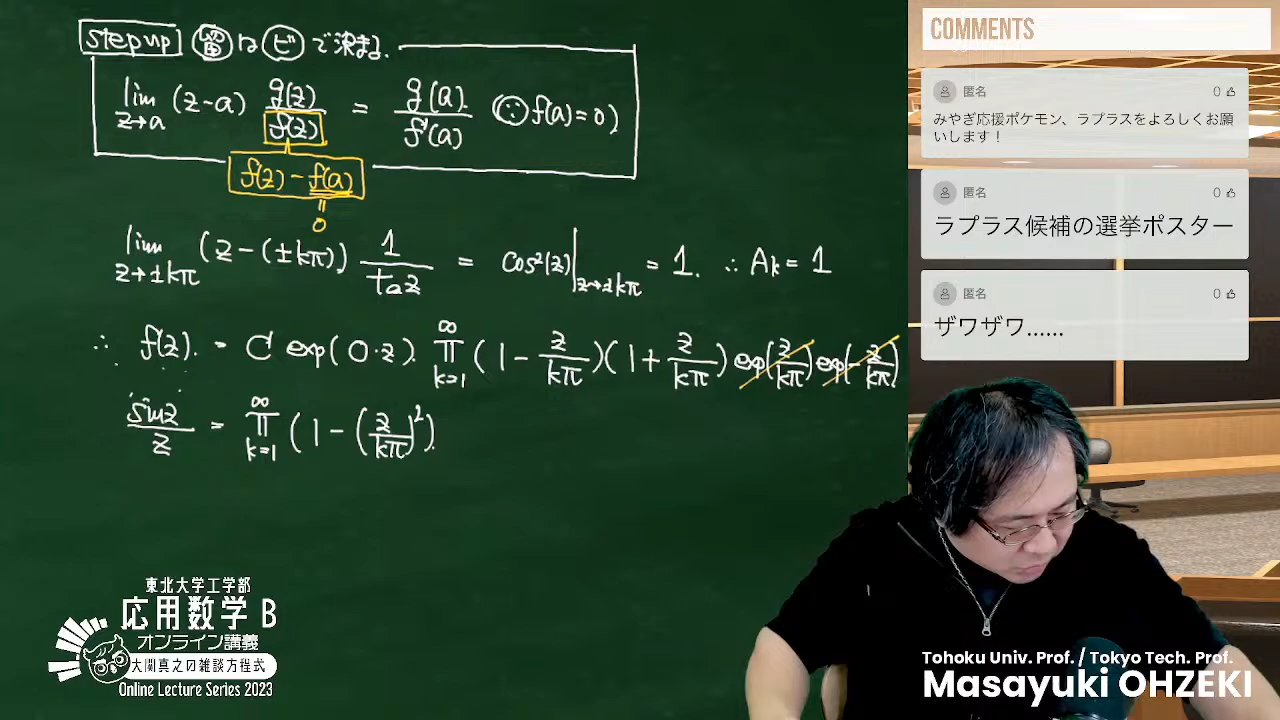 step up 留はビで決まる.
lim z→a (z-a) g(z)/f(z) = g(a)/f'(a) (∵ f(a)=0)
f(z) - f(a)
=
0
lim z→±kπ (z-(±kπ)) 1/tan z = cos²(z)|z→±kπ = 1. ∴ Ak = 1
∴ f(z) = C exp(0·z) ∞Πk=1 (1 - z/kπ)(1 + z/kπ) exp(z/kπ) exp(-z/kπ)
sin z/z = ∞Πk=1 (1 - (z/kπ)²).
東北大学工学部
応用数学 B
オンライン講義
大関真之の雑談方程式
Online Lecture Series 2023
COMMENTS
匿名 0
みやぎ応援ポケモン、ラプラスをよろしくお願
いします！
匿名 0
ラプラス候補の選挙ポスター
匿名 0
ザワザワ......
Tohoku Univ. Prof. / Tokyo Tech. Prof.
Masayuki OHZEKI